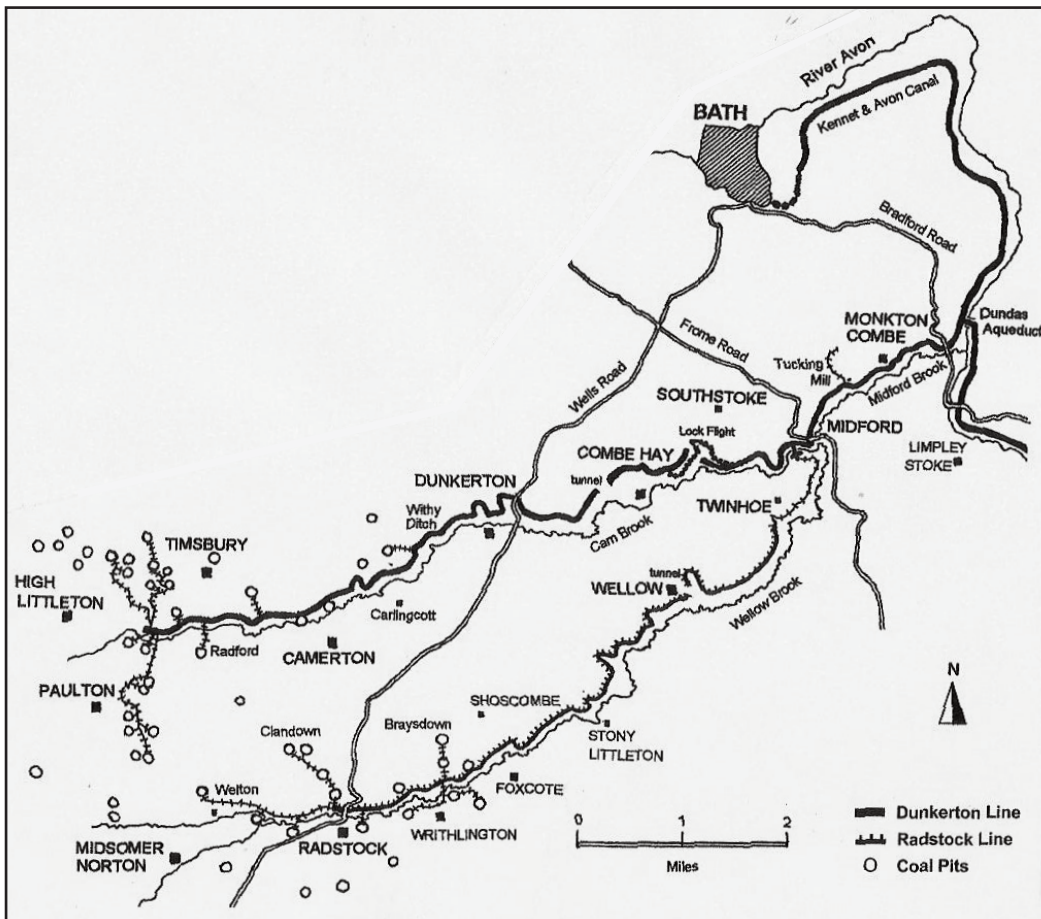 River Avon
BATH
Kennet & Avon Canal
Bradford Road
Dundas
Aqueduct
MONKTON
COMBE
Frome Road
Tucking
Mill
Midford Brook
Wells Road
SOUTHSTOKE
MIDFORD
Lock Flight
LIMPLEY
STOKE
COMBE HAY
DUNKERTON
tunnel
Withy
Ditch
TWINHOE
Cam Brook
TIMSBURY
HIGH
LITTLETON
tunnel
WELLOW
Wellow Brook
Carlingcott
Radford
CAMERTON
PAULTON
N
SHOSCOMBE
Clandown
Braysdown
STONY
LITTLETON
Welton
FOXCOTE
MIDSOMER
NORTON
RADSTOCK
WRITHLINGTON
0 1 2
Miles
Dunkerton Line
Radstock Line
Coal Pits